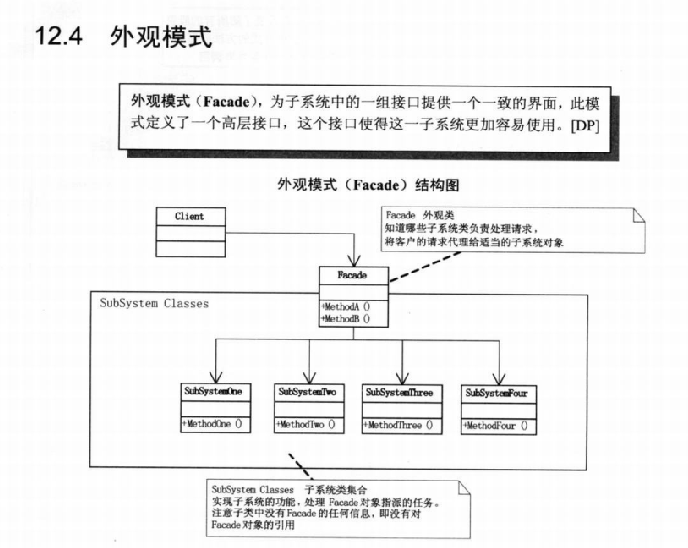 12.4 外观模式
外观模式（Facade），为子系统中的一组接口提供一个一致的界面，此模
式定义了一个高层接口，这个接口使得这一子系统更加容易使用。[DP]
外观模式（Facade）结构图
Client
Facade 外观类
知道哪些子系统类负责处理请求，
将客户的请求代理给适当的子系统对象
Facade
+MethodA ()
+MethodB ()
SubSystem Classes
SubSystemOne
+MethodOne ()
SubSystemTwo
+MethodTwo ()
SubSystemThree
+MethodThree ()
SubSystemFour
+MethodFour ()
SubSystem Classes 子系统类集合
实现子系统的功能，处理 Facade 对象指派的任务。
注意子类中没有Facade 的任何信息，即没有对
Facade 对象的引用